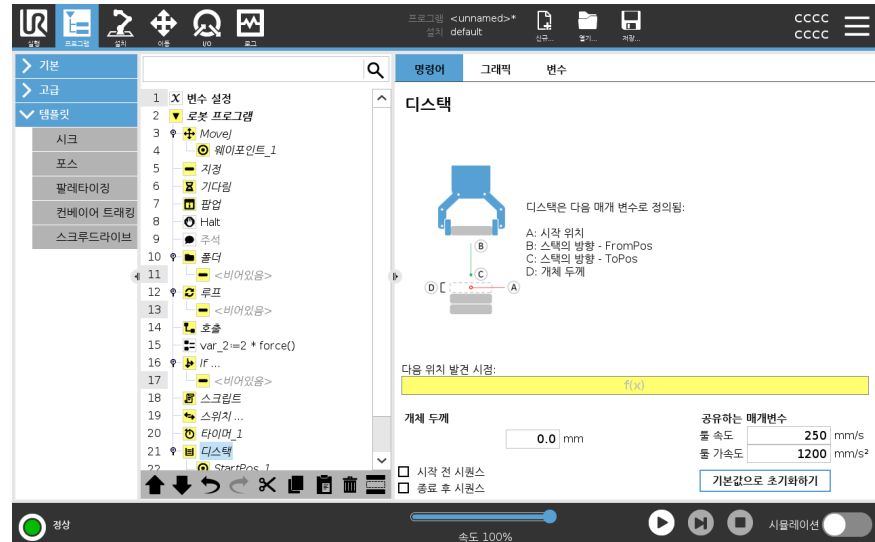 UR
실행
프로그램
설치
이동
I/O
로그
프로그램 <unnamed>*
설치 default
신규...
열기...
저장...
cccc
cccc
기본
고급
템플릿
시크
포스
팔레타이징
컨베이어 트래킹
스크루드라이브
1 X 변수 설정
2 로봇 프로그램
3 MoveJ
4 웨이포인트_1
5 지정
6 기다림
7 팝업
8 Halt
9 주석
10 폴더
11 <비어있음>
12 루프
13 <비어있음>
14 호출
15 var_2≔2 * force()
16 If ...
17 <비어있음>
18 스크립트
19 스위치 ...
20 타이머_1
21 디스택
22 StartPos_1
명령어
그래픽
변수
디스택
B
C
D
A
디스택은 다음 매개 변수로 정의됨:
A: 시작 위치
B: 스택의 방향 - FromPos
C: 스택의 방향 - ToPos
D: 개체 두께
다음 위치 발견 시점:
f(x)
개체 두께
0.0 mm
시작 전 시퀀스
종료 후 시퀀스
공유하는 매개변수
툴 속도 250 mm/s
툴 가속도 1200 mm/s²
기본값으로 초기화하기
정상
속도 100%
시뮬레이션